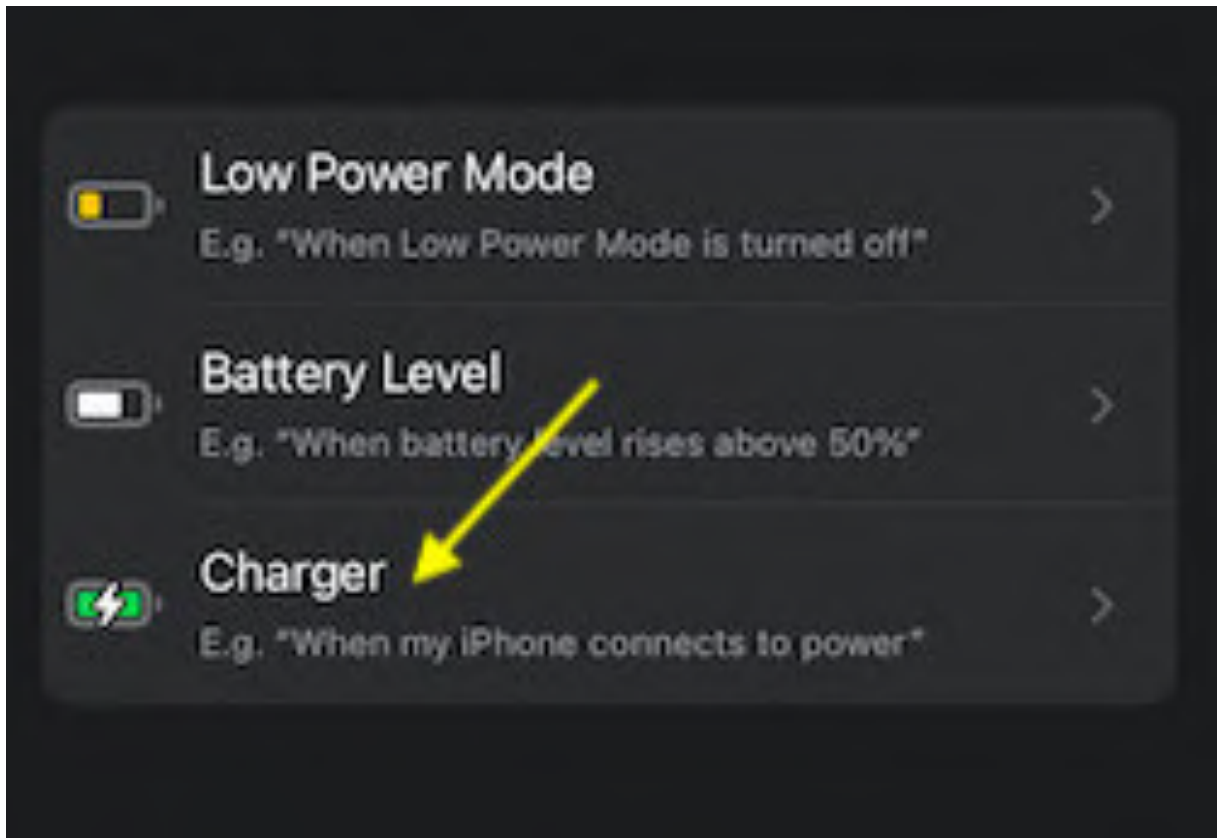 Low Power Mode
E.g. "When Low Power Mode is turned off"
Battery Level
E.g. "When battery level rises above 50%"
Charger
E.g. "When my iPhone connects to power"